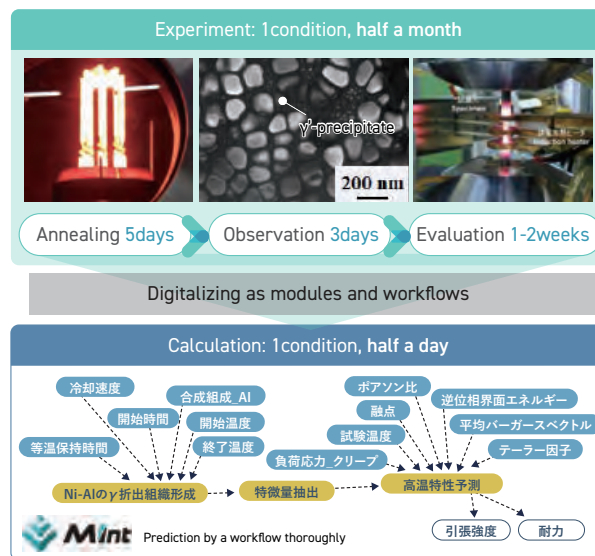 Experiment: 1condition, half a month
γ'-precipitate
200 nm
Specimen
Induction heater
Annealing 5days
Observation 3days
Evaluation 1-2weeks
Digitalizing as modules and workflows
Calculation: 1condition, half a day
冷却速度
合成組成_AI
開始時間
開始温度
等温保持時間
終了温度
ポアソン比
逆位相界面エネルギー
融点
平均バーガースベクトル
試験温度
テーラー因子
負荷応力_クリープ
Ni-Alのγ折出組織形成
特微量抽出
高温特性予測
引張強度
耐力
MInt
Prediction by a workflow thoroughly